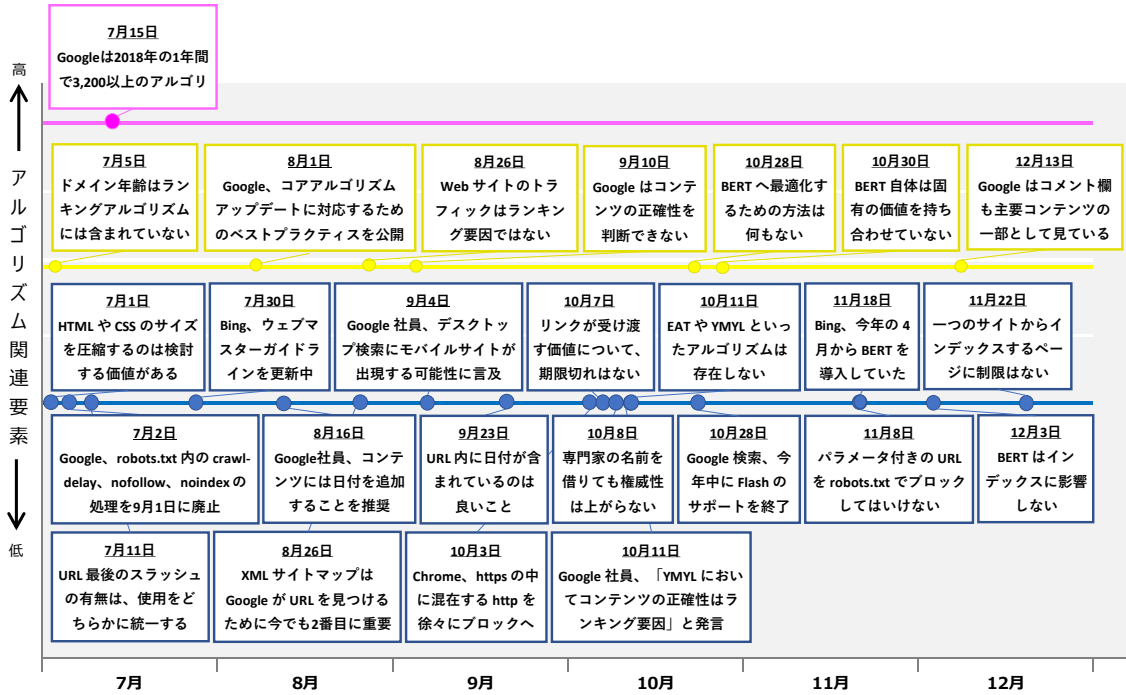 7月15日
Googleは2018年の1年間
で3,200以上のアルゴリ
高
アルゴリズム関連要素
低
7月5日
ドメイン年齢はラン
キングアルゴリズム
には含まれていない
8月1日
Google、コアアルゴリズム
アップデートに対応するため
のベストプラクティスを公開
8月26日
Web サイトのトラ
フィックはランキン
グ要因ではない
9月10日
Google はコンテ
ンツの正確性を
判断できない
10月28日
BERT へ最適化す
るための方法は
何もない
10月30日
BERT 自体は固
有の価値を持ち
合わせていない
12月13日
Google はコメント欄
も主要コンテンツの
一部として見ている
7月1日
HTML や CSS のサイズ
を圧縮するのは検討
する価値がある
7月30日
Bing、ウェブマ
スターガイドラ
インを更新中
9月4日
Google 社員、デスクトッ
プ検索にモバイルサイトが
出現する可能性に言及
10月7日
リンクが受け渡
す価値について、
期限切れはない
10月11日
EAT や YMYL といっ
たアルゴリズムは
存在しない
11月18日
Bing、今年の 4
月から BERT を
導入していた
11月22日
一つのサイトからイ
ンデックスするペー
ジに制限はない
7月2日
Google、robots.txt 内の crawl-
delay、nofollow、noindex の
処理を9月1日に廃止
8月16日
Google社員、コンテ
ンツには日付を追加
することを推奨
9月23日
URL 内に日付が含
まれているのは
良いこと
10月8日
専門家の名前を
借りても権威性
は上がらない
10月28日
Google 検索、今
年中に Flash の
サポートを終了
11月8日
パラメータ付きの URL
を robots.txt でブロック
してはいけない
12月3日
BERT はイン
デックスに影響
しない
7月11日
URL 最後のスラッシュ
の有無は、使用をど
ちらかに統一する
8月26日
XML サイトマップは
Google が URL を見つける
ために今でも2番目に重要
10月3日
Chrome、https の中
に混在する http を
徐々にブロックへ
10月11日
Google 社員、「YMYL におい
てコンテンツの正確性はラ
ンキング要因」と発言
7月
8月
9月
10月
11月
12月